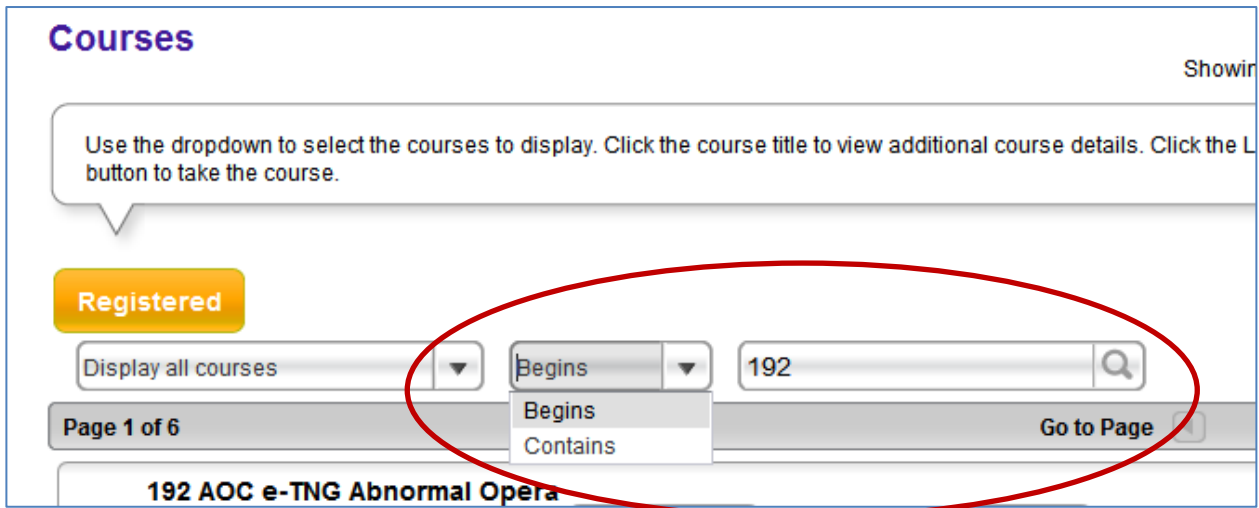 Courses
Showin
Use the dropdown to select the courses to display. Click the course title to view additional course details. Click the L
button to take the course.
Registered
Display all courses
Begins
192
Begins
Contains
Page 1 of 6
Go to Page
192 AOC e-TNG Abnormal Opera